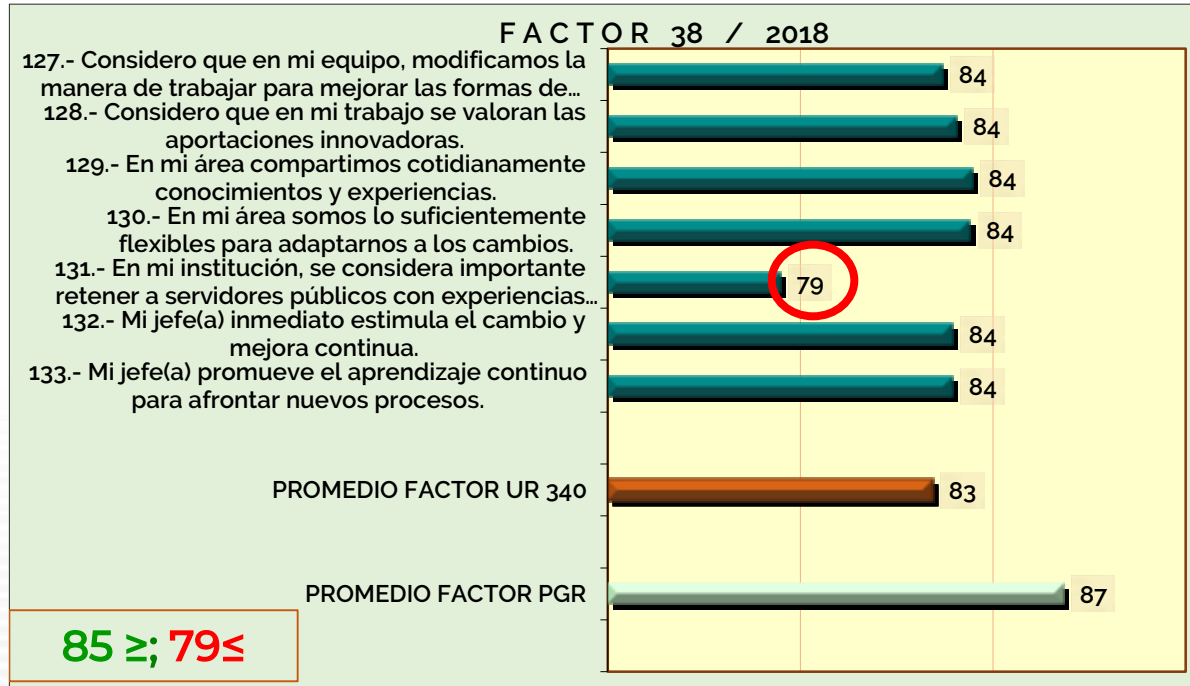 FACTOR 38 / 2018
127.- Considero que en mi equipo, modificamos la
manera de trabajar para mejorar las formas de…
84
128.- Considero que en mi trabajo se valoran las
aportaciones innovadoras.
84
129.- En mi área compartimos cotidianamente
conocimientos y experiencias.
84
130.- En mi área somos lo suficientemente
flexibles para adaptarnos a los cambios.
84
131.- En mi institución, se considera importante
retener a servidores públicos con experiencias…
79
132.- Mi jefe(a) inmediato estimula el cambio y
mejora continua.
84
133.- Mi jefe(a) promueve el aprendizaje continuo
para afrontar nuevos procesos.
84
PROMEDIO FACTOR UR 340
83
PROMEDIO FACTOR PGR
87
85 ≥; 79≤